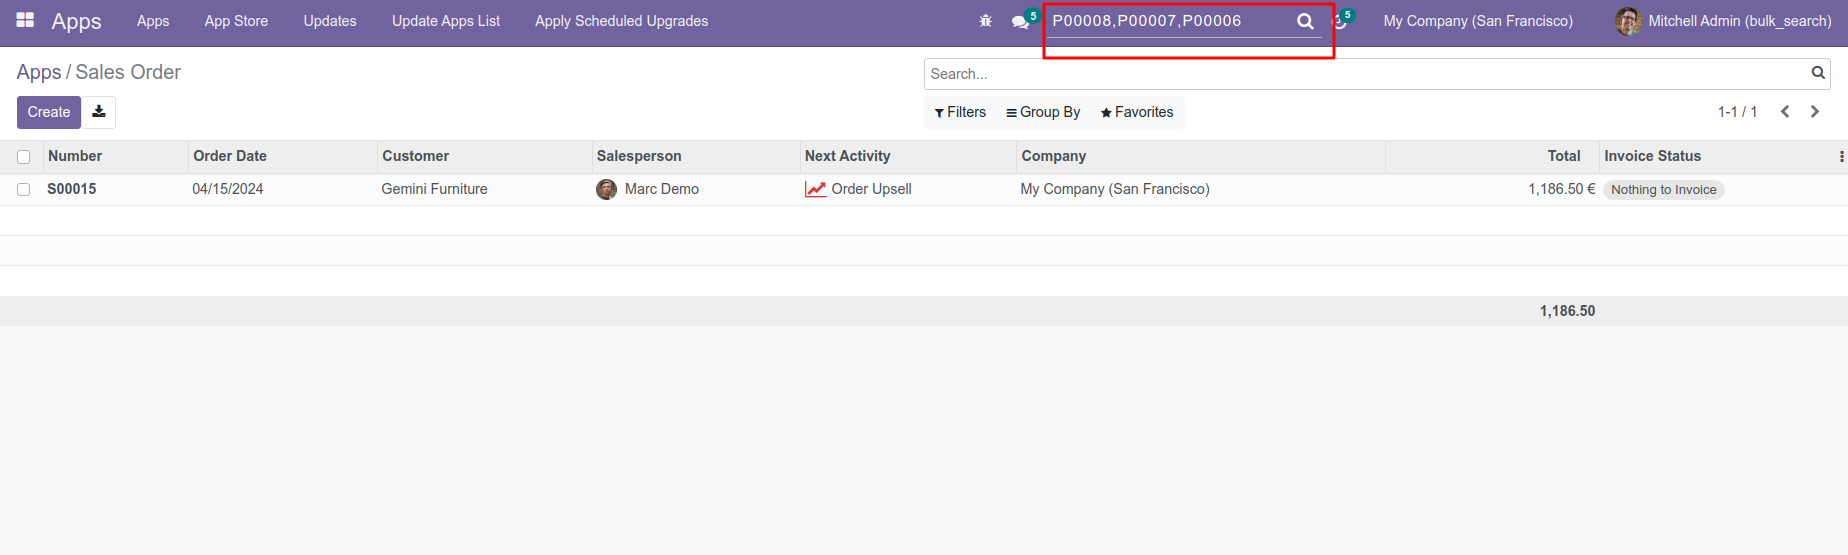 Apps Apps App Store Updates Update Apps List Apply Scheduled Upgrades 5 P00008,P00007,P00006 5 My Company (San Francisco) Mitchell Admin (bulk_search)
Apps / Sales Order Search...
Create Filters Group By Favorites 1-1 / 1
Number Order Date Customer Salesperson Next Activity Company Total Invoice Status
S00015 04/15/2024 Gemini Furniture Marc Demo Order Upsell My Company (San Francisco) 1,186.50 € Nothing to Invoice
1,186.50